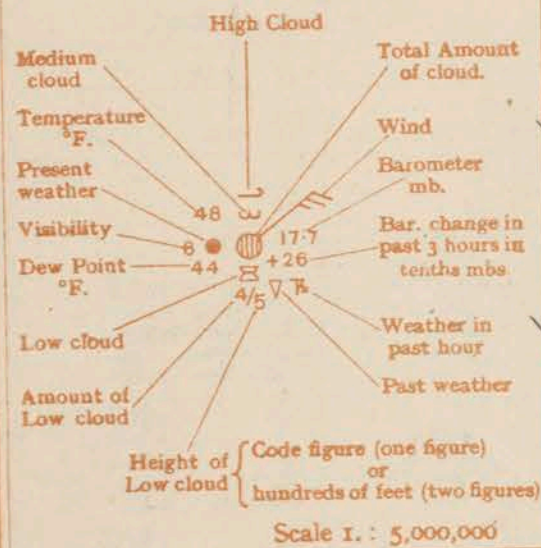 High Cloud
Medium
cloud
Total Amount
of cloud.
Temperature
°F.
Wind
Present
weather
Barometer
mb.
48
Visibility
6
17.7
Bar. change in
past 3 hours in
tenths mbs
+26
Dew Point
°F.
44
4/5
Low cloud
Weather in
past hour
Amount of
Low cloud
Past weather
Height of
Low cloud
Code figure (one figure)
or
hundreds of feet (two figures)
Scale 1. : 5,000,000